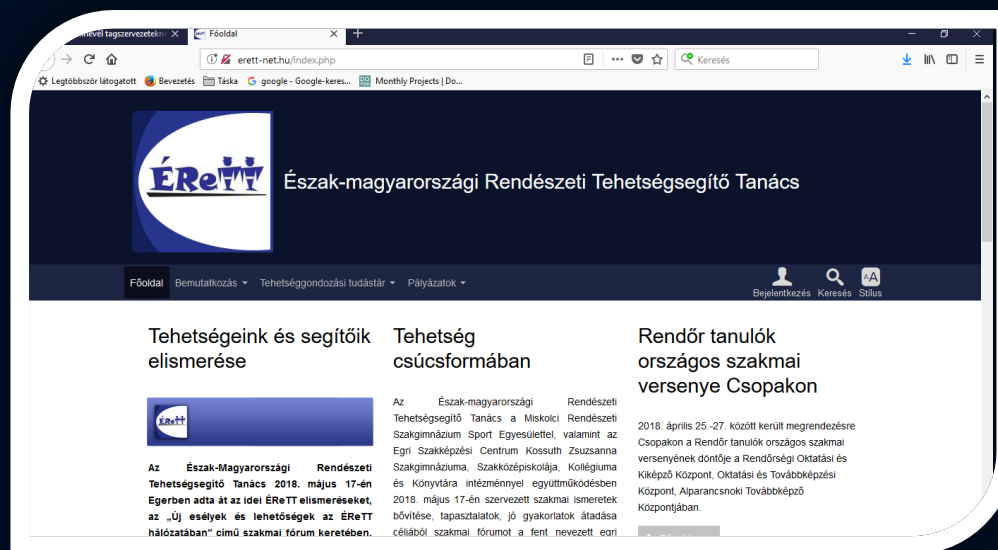 tagszervezetekn
Főoldal
erett-net.hu/index.php
Keresés
Legtöbbször látogatott
Bevezetés
Táska
google - Google-keres...
Monthly Projects | Do...
ÉReTT
Észak-magyarországi Rendészeti Tehetségsegítő Tanács
Főoldal
Bemutatkozás
Tehetséggondozási tudástár
Pályázatok
Bejelentkezés
Keresés
AA
Stílus
Tehetségeink és segítőik
elismerése
ÉReTT
Az Észak-Magyarországi Rendészeti
Tehetségsegítő Tanács 2018. május 17-én
Egerben adta át az idei ÉReTT elismeréseket,
az „Új esélyek és lehetőségek az ÉReTT
hálózatában" című szakmai fórum keretében.
Tehetség
csúcsformában
Az Észak-magyarországi Rendészeti
Tehetségsegítő Tanács a Miskolci Rendészeti
Szakgimnázium Sport Egyesülettel, valamint az
Egri Szakképzési Centrum Kossuth Zsuzsanna
Szakgimnáziuma, Szakközépiskolája, Kollégiuma
és Könyvtára intézménnyel együttműködésben
2018. május 17-én szervezett szakmai ismeretek
bővítése, tapasztalatok, jó gyakorlatok átadása
céljából szakmai fórumot a fent nevezett egri
Rendőr tanulók
országos szakmai
versenye Csopakon
2018. április 25.-27. között került megrendezésre
Csopakon a Rendőr tanulók országos szakmai
versenyének döntője a Rendőrségi Oktatási és
Kiképző Központ, Oktatási és Továbbképzési
Központ, Alparancsnoki Továbbképző
Központjában.